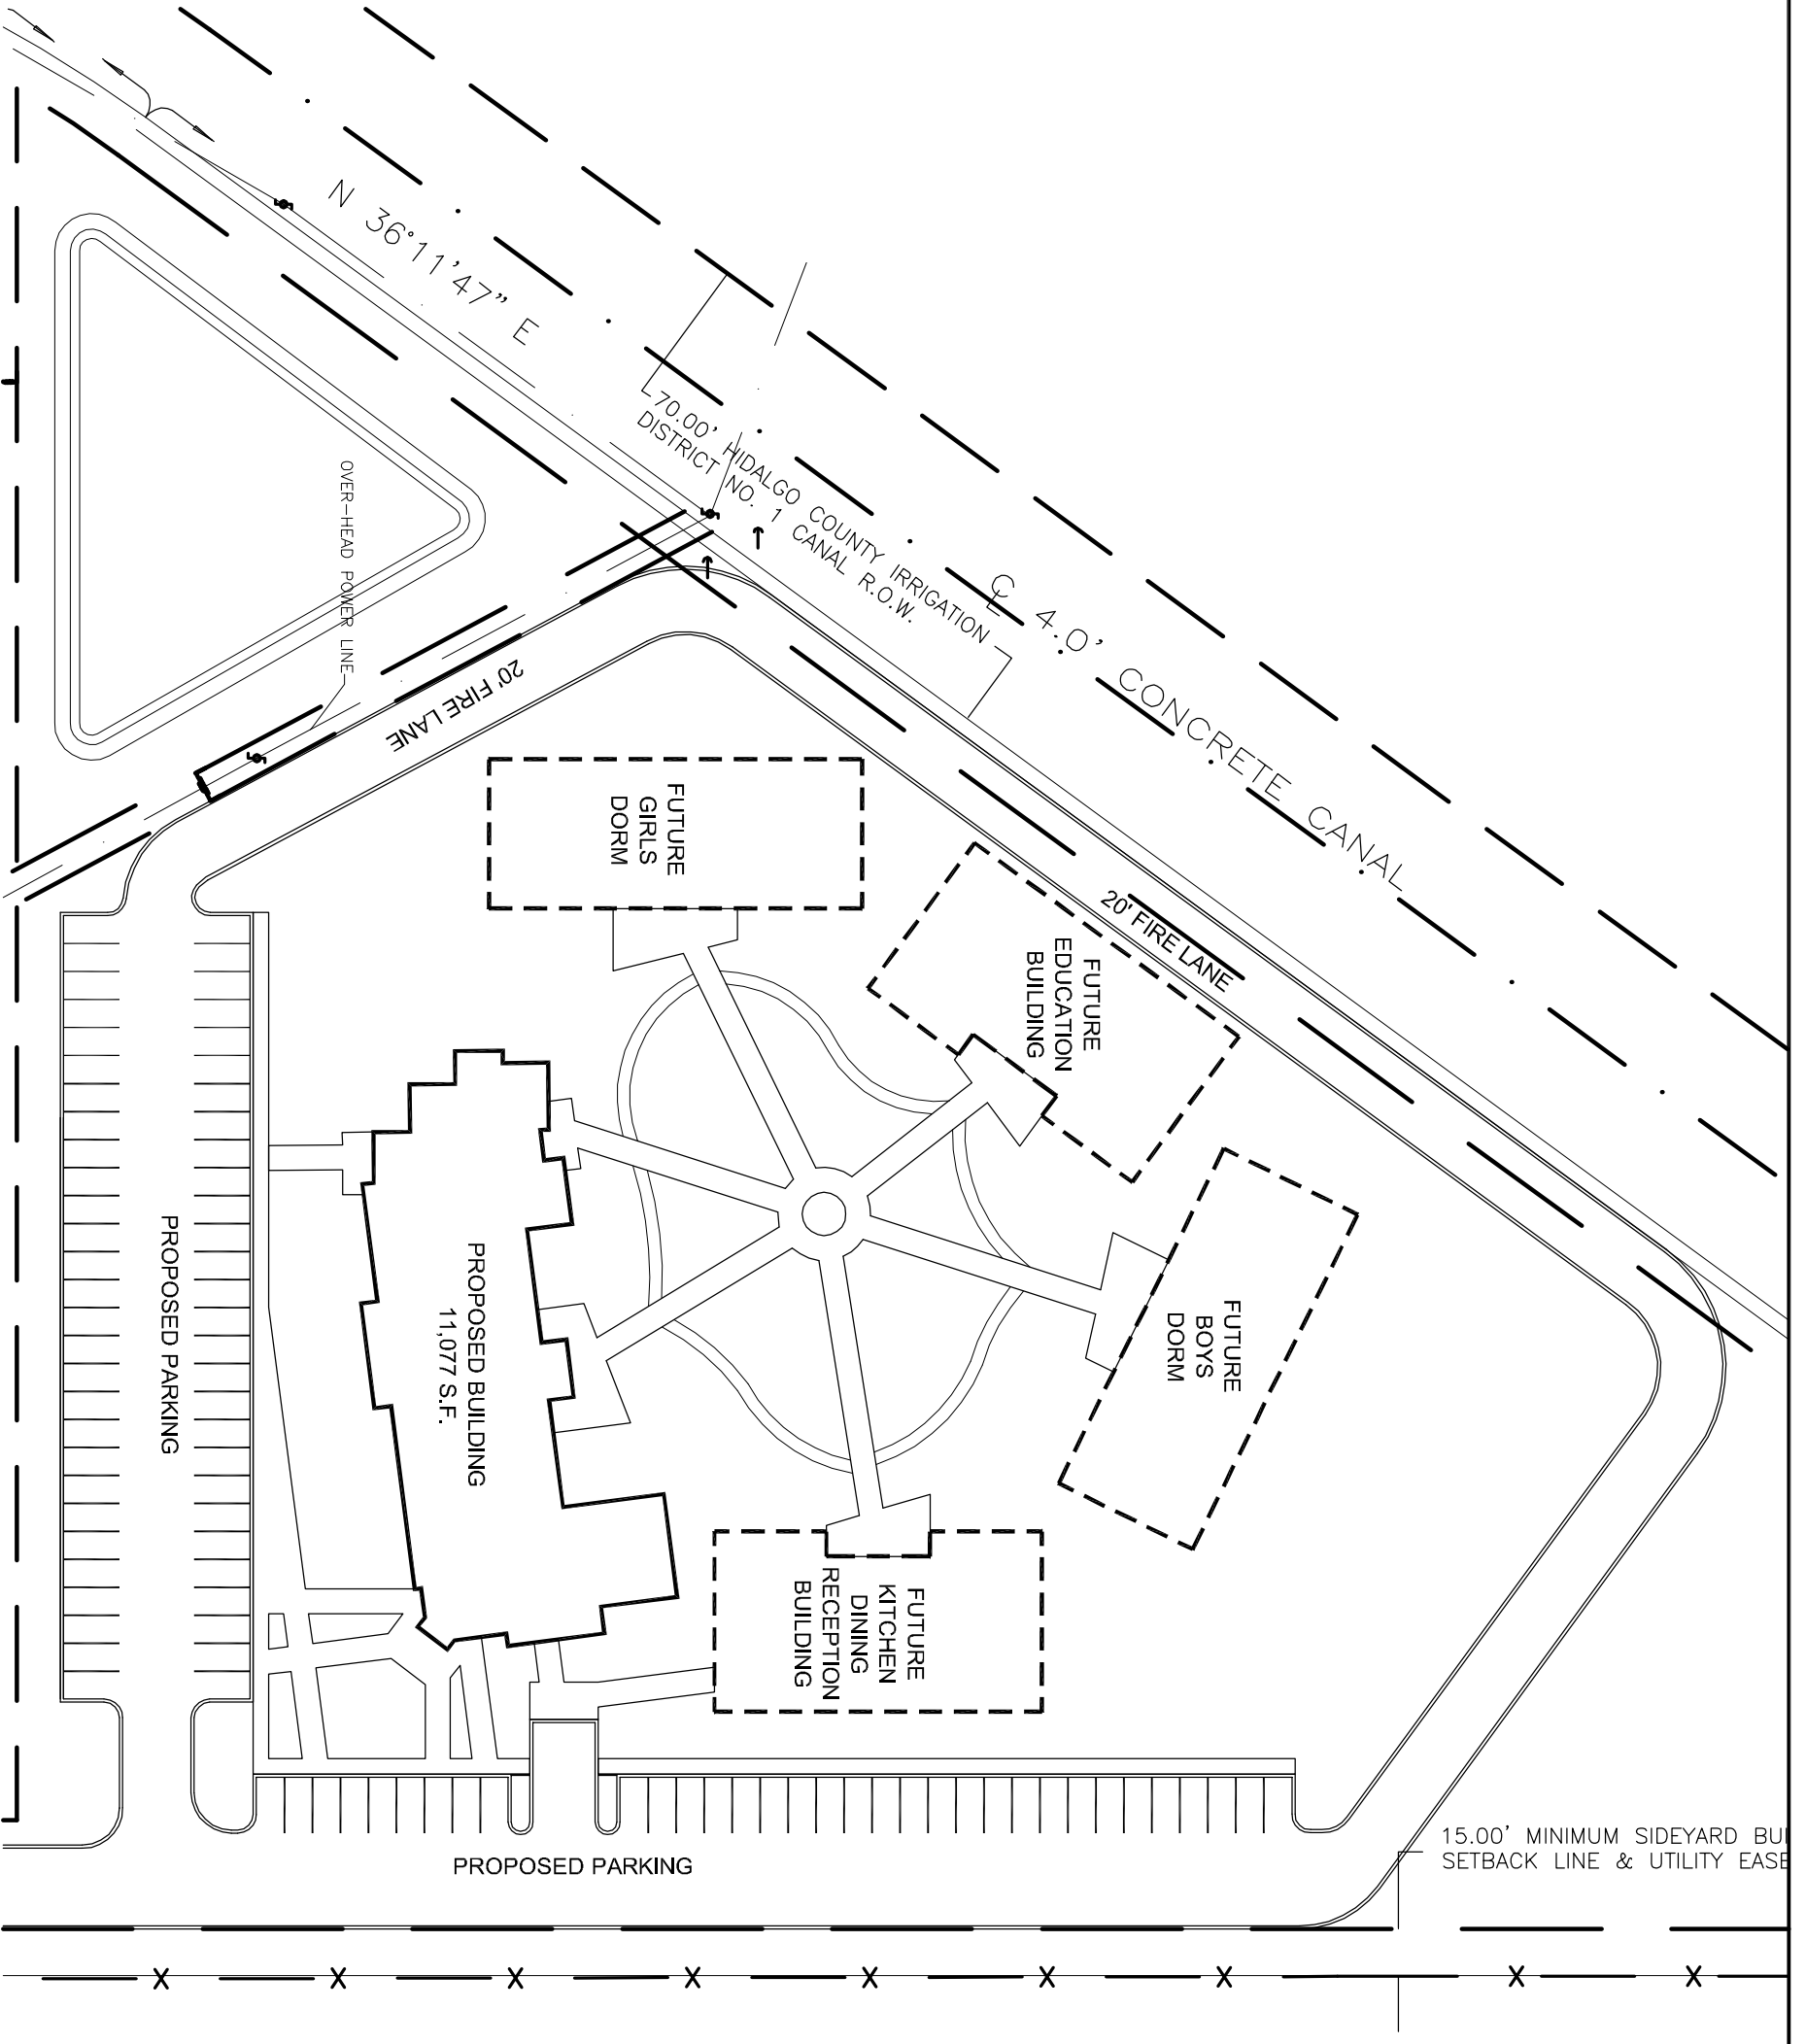 N 36°11'47" E
70.00' HIDALGO COUNTY IRRIGATION
DISTRICT NO. 1 CANAL R.O.W.
℄ 4.0' CONCRETE CANAL
OVER-HEAD POWER LINE
20' FIRE LANE
20' FIRE LANE
FUTURE
GIRLS
DORM
FUTURE
EDUCATION
BUILDING
FUTURE
BOYS
DORM
PROPOSED BUILDING
11,077 S.F.
PROPOSED PARKING
FUTURE
KITCHEN
DINING
RECEPTION
BUILDING
PROPOSED PARKING
15.00' MINIMUM SIDEYARD BUI
SETBACK LINE & UTILITY EASE